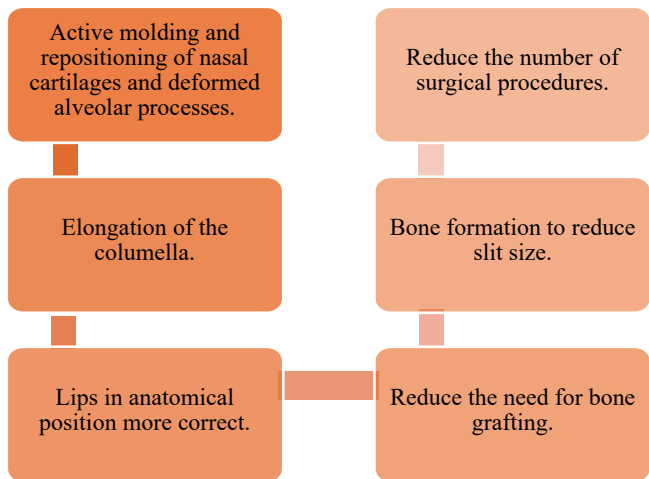 Active molding and
repositioning of nasal
cartilages and deformed
alveolar processes.
Elongation of the
columella.
Lips in anatomical
position more correct.
Reduce the need for bone
grafting.
Bone formation to reduce
slit size.
Reduce the number of
surgical procedures.